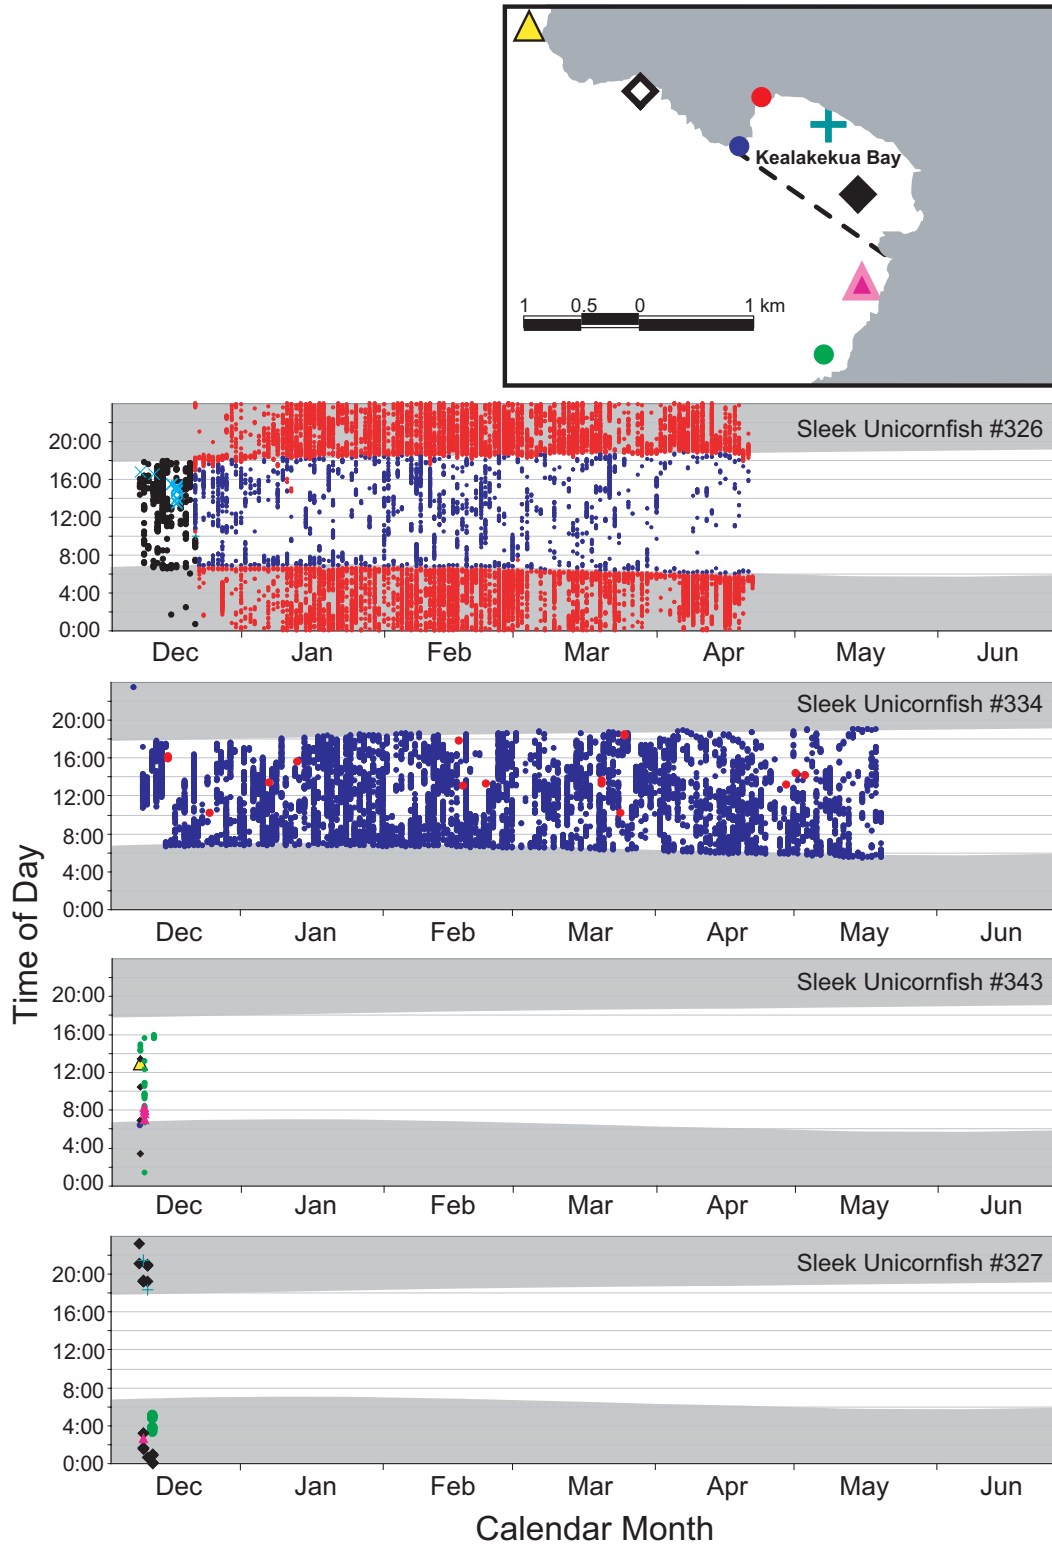 Kealakekua Bay
1 0.5 0 1 km
Sleek Unicornfish #326
20:00
16:00
12:00
8:00
4:00
0:00
Dec Jan Feb Mar Apr May Jun
Sleek Unicornfish #334
20:00
16:00
12:00
8:00
4:00
0:00
Dec Jan Feb Mar Apr May Jun
Time of Day
Sleek Unicornfish #343
20:00
16:00
12:00
8:00
4:00
0:00
Dec Jan Feb Mar Apr May Jun
Sleek Unicornfish #327
20:00
16:00
12:00
8:00
4:00
0:00
Dec Jan Feb Mar Apr May Jun
Calendar Month